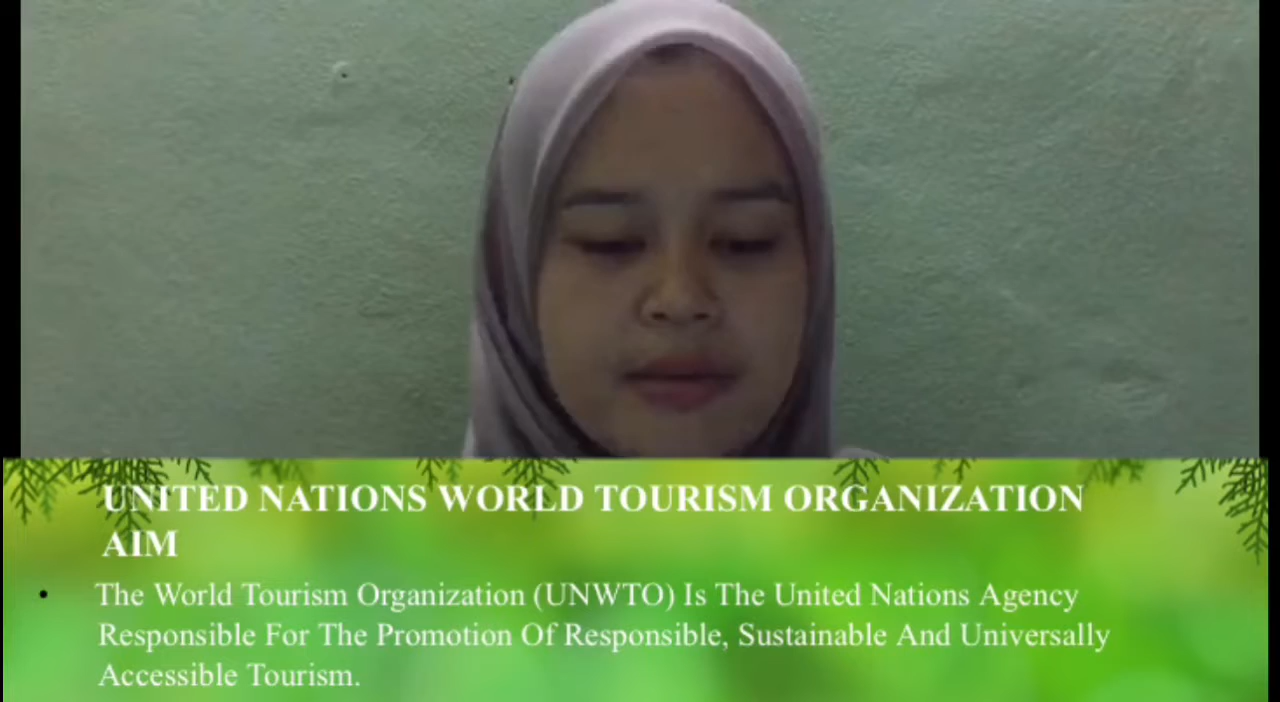 UNITED NATIONS WORLD TOURISM ORGANIZATION
AIM
• The World Tourism Organization (UNWTO) Is The United Nations Agency
Responsible For The Promotion Of Responsible, Sustainable And Universally
Accessible Tourism.